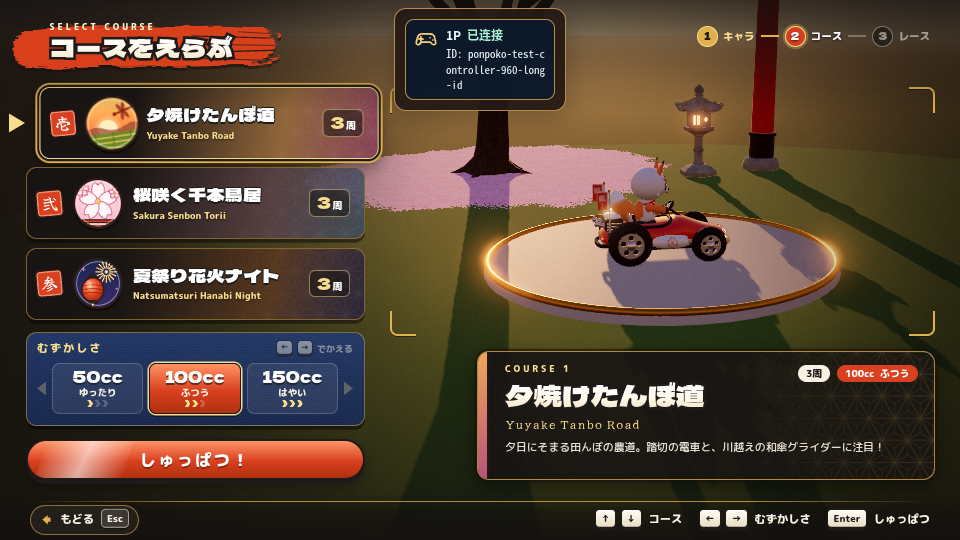 SELECT COURSE
コースをえらぶ
1P 已连接
ID: ponpoko-test-c
ontroller-960-long
-id
1 キャラ 2 コース 3 レース
壱 夕焼けたんぼ道 3周
Yuyake Tanbo Road
弐 桜咲く千本鳥居 3周
Sakura Senbon Torii
参 夏祭り花火ナイト 3周
Natsumatsuri Hanabi Night
むずかしさ ← → でかえる
50cc 100cc 150cc
ゆったり ふつう はやい
しゅっぱつ！
COURSE 1
3周 100cc ふつう
夕焼けたんぼ道
Yuyake Tanbo Road
夕日にそまる田んぼの農道。踏切の電車と、川越えの和傘グライダーに注目！
もどる Esc
↑ ↓ コース ← → むずかしさ Enter しゅっぱつ